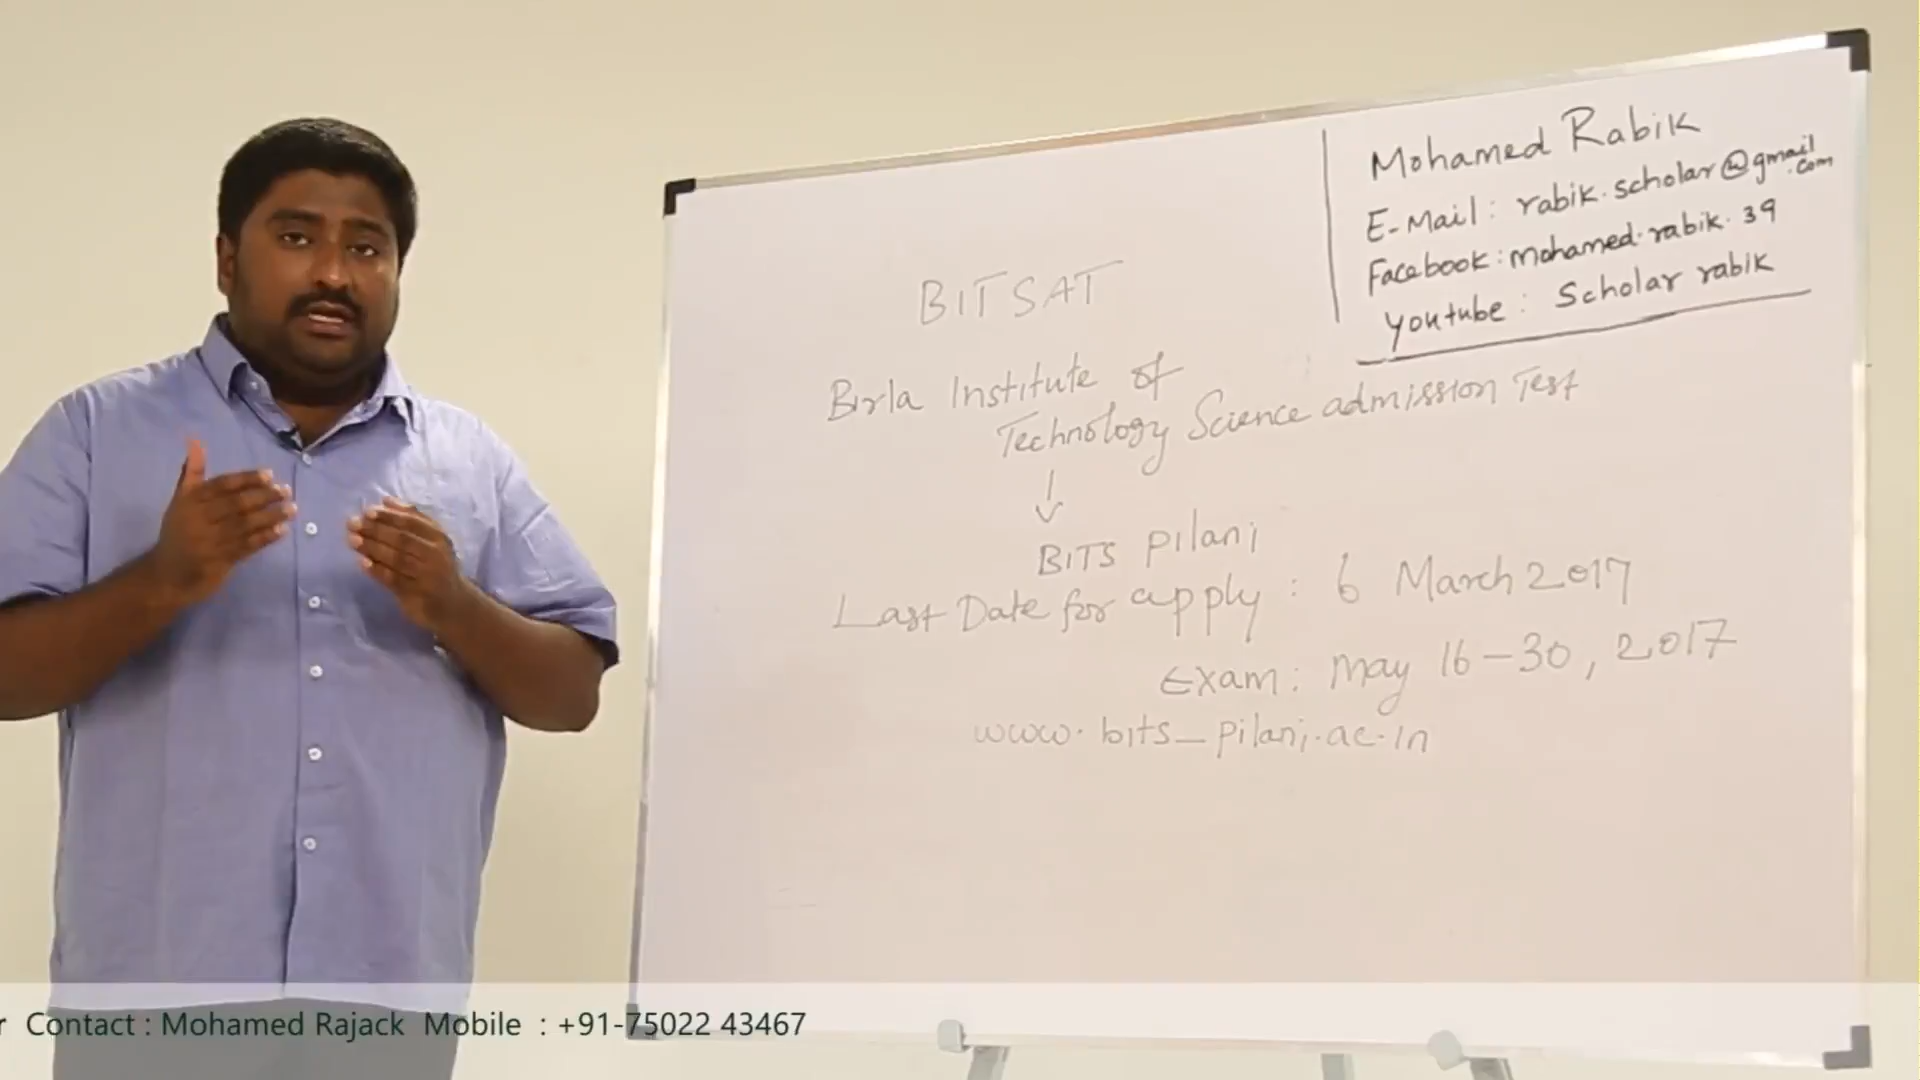 Mohamed Rabik
E-Mail : rabik.scholar@gmail.com
Facebook : mohamed.rabik.39
Youtube : Scholar rabik
BITSAT
Birla Institute of
Technology Science admission Test
↓
BITS Pilani
Last Date for apply : 6 March 2017
Exam : May 16-30, 2017
www.bits_pilani.ac.in
r Contact : Mohamed Rajack Mobile : +91-75022 43467